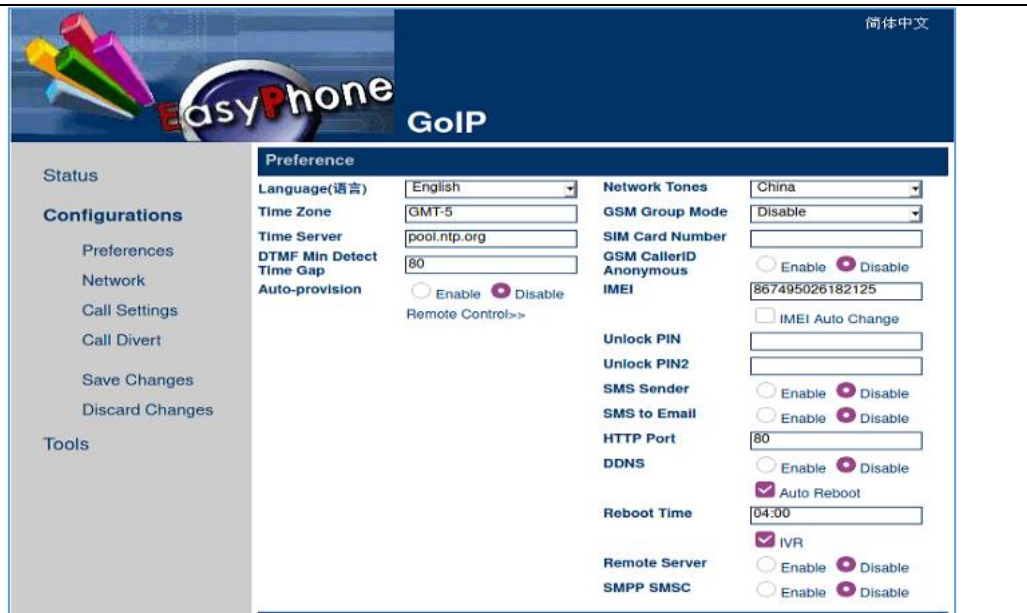 简体中文
EasyPhone
GoIP
Status
Configurations
Preferences
Network
Call Settings
Call Divert
Save Changes
Discard Changes
Tools
Preference
Language(语言) English
Time Zone GMT-5
Time Server pool.ntp.org
DTMF Min Detect
Time Gap 80
Auto-provision Enable Disable
Remote Control>>
Network Tones China
GSM Group Mode Disable
SIM Card Number
GSM CallerID
Anonymous Enable Disable
IMEI 867495026182125
IMEI Auto Change
Unlock PIN
Unlock PIN2
SMS Sender Enable Disable
SMS to Email Enable Disable
HTTP Port 80
DDNS Enable Disable
Auto Reboot
Reboot Time 04:00
IVR
Remote Server Enable Disable
SMPP SMSC Enable Disable